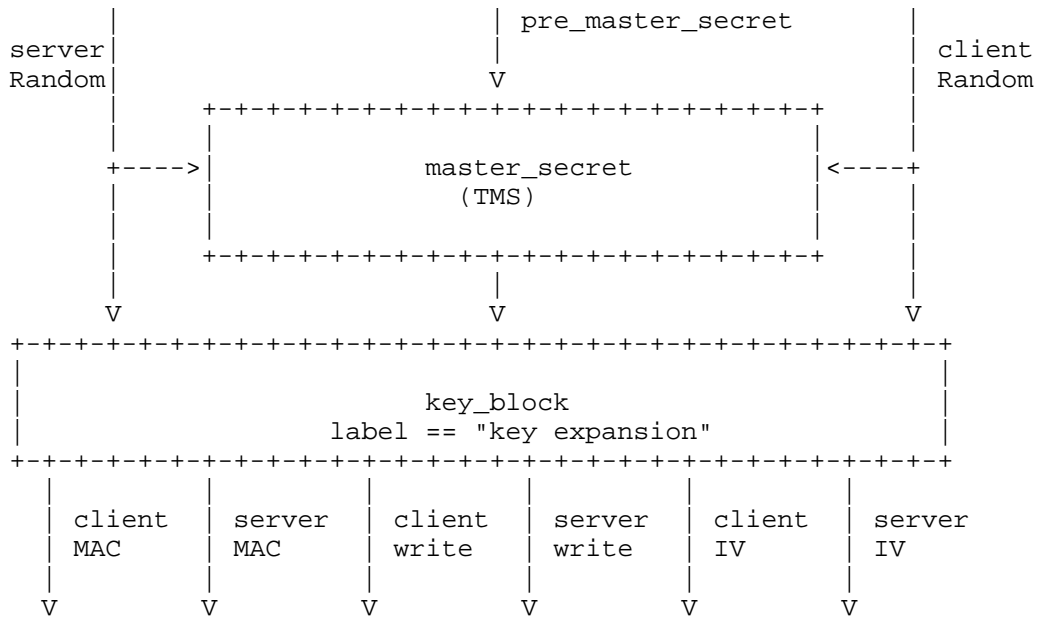 pre_master_secret
server client
Random Random
master_secret
(TMS)
key_block
label == "key expansion"
client server client server client server
MAC MAC write write IV IV